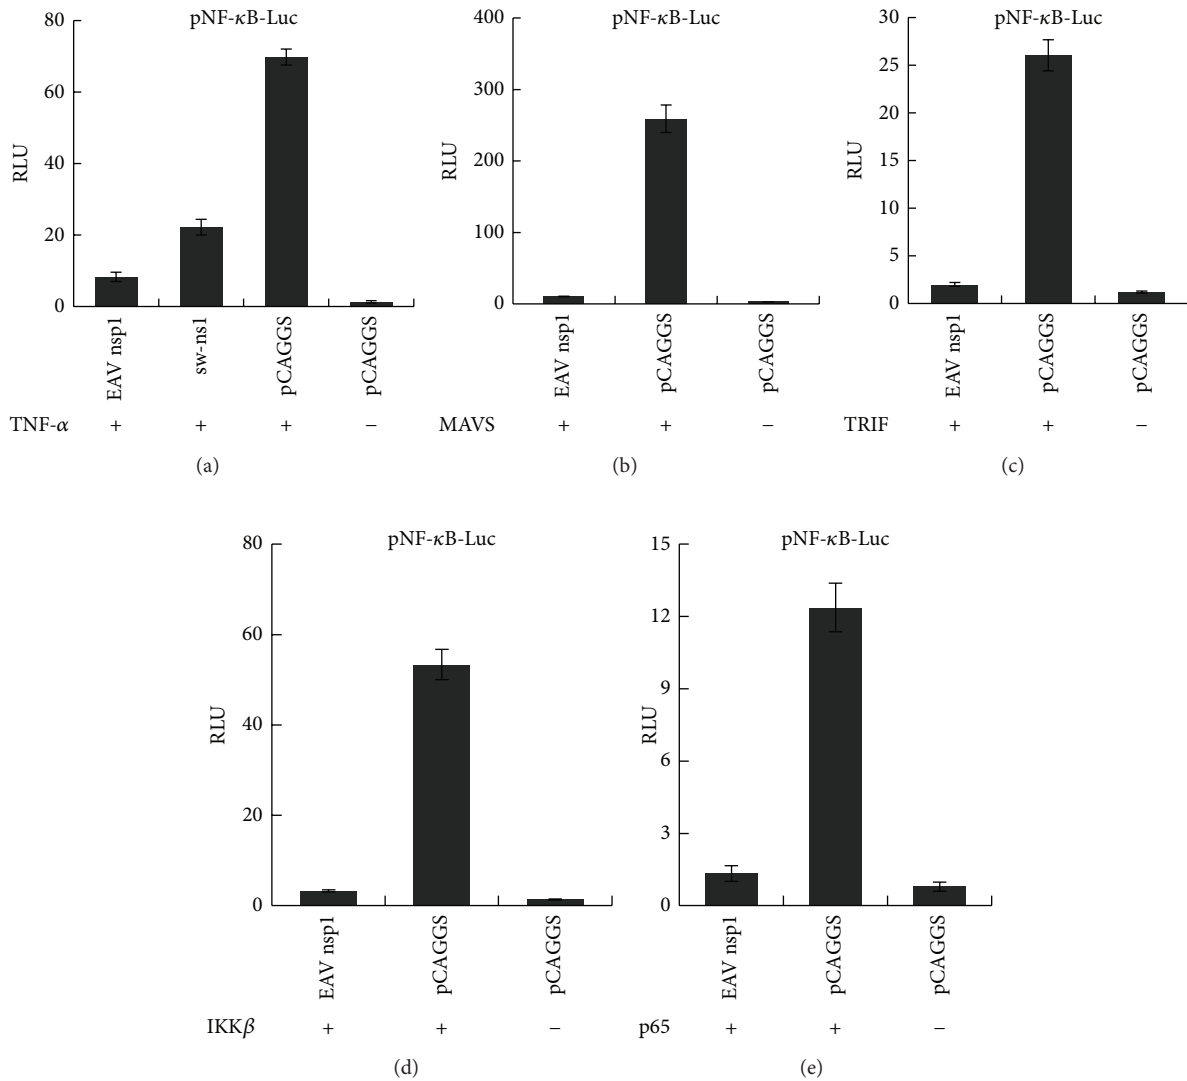 pNF-κB-Luc
RLU
80
60
40
20
0
EAV nsp1
sw-ns1
pCAGGS
pCAGGS
TNF-α + + + −
(a)
pNF-κB-Luc
RLU
400
300
200
100
0
EAV nsp1
pCAGGS
pCAGGS
MAVS + + −
(b)
pNF-κB-Luc
RLU
30
25
20
15
10
5
0
EAV nsp1
pCAGGS
pCAGGS
TRIF + + −
(c)
pNF-κB-Luc
RLU
80
60
40
20
0
EAV nsp1
pCAGGS
pCAGGS
IKKβ + + −
(d)
pNF-κB-Luc
RLU
15
12
9
6
3
0
EAV nsp1
pCAGGS
pCAGGS
p65 + + −
(e)